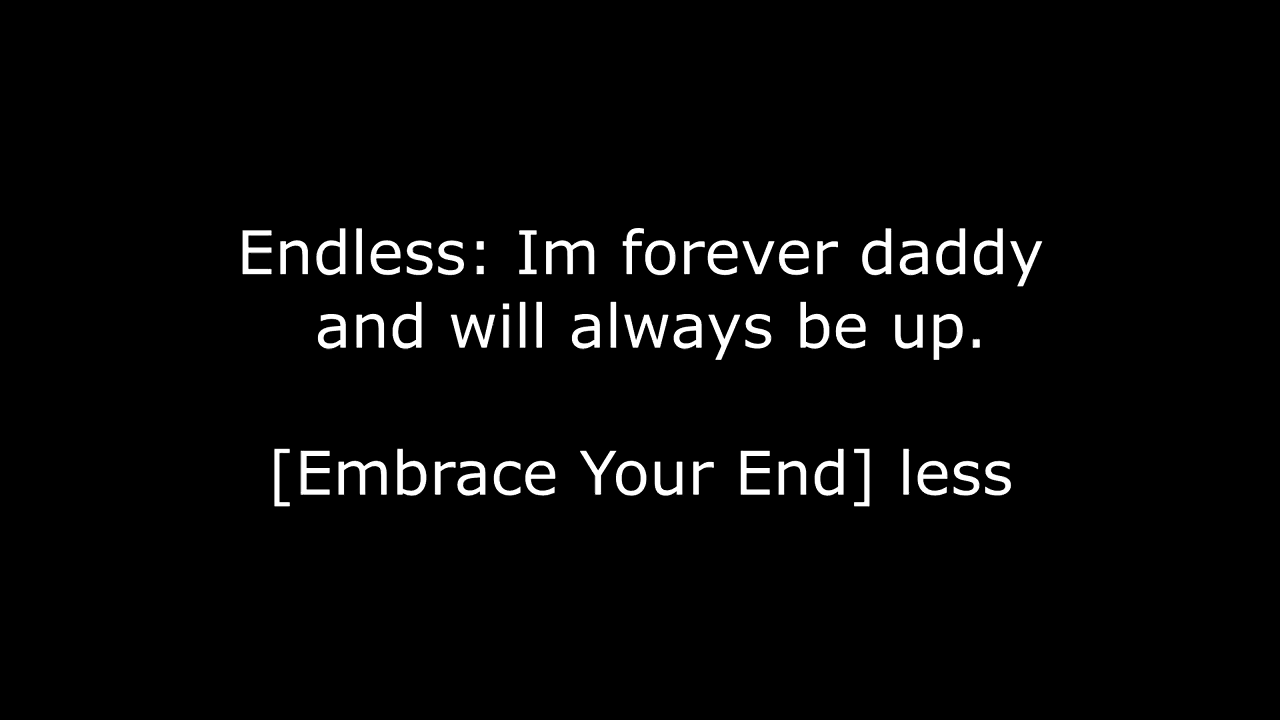 Endless: Im forever daddy
and will always be up.
[Embrace Your End] less